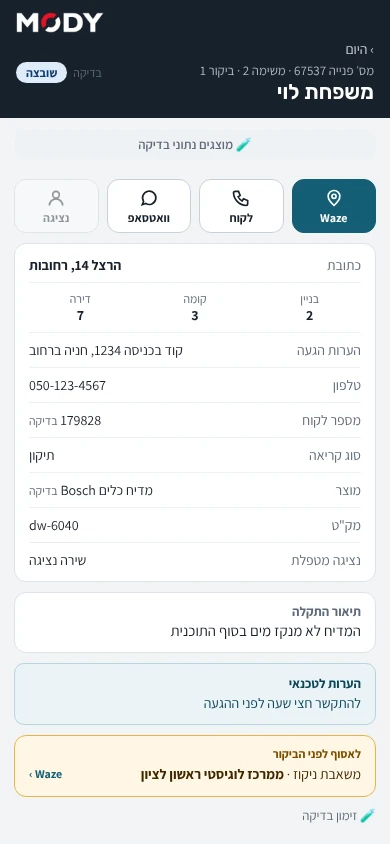 MODY
‹ היום
מס' פנייה 67537 · משימה 2 · ביקור 1
בדיקה שובצה
משפחת לוי
🧪 מוצגים נתוני בדיקה
Waze
לקוח
וואטסאפ
נציגה
כתובת הרצל 14, רחובות
בניין קומה דירה
2 3 7
הערות הגעה קוד בכניסה 1234, חניה ברחוב
טלפון 050-123-4567
מספר לקוח 179828 בדיקה
סוג קריאה תיקון
מוצר מדיח כלים Bosch בדיקה
מק"ט dw-6040
נציגה מטפלת שירה נציגה
תיאור התקלה
המדיח לא מנקז מים בסוף התוכנית
הערות לטכנאי
להתקשר חצי שעה לפני ההגעה
לאסוף לפני הביקור
משאבת ניקוז · ממרכז לוגיסטי ראשון לציון Waze ‹
🧪 זימון בדיקה